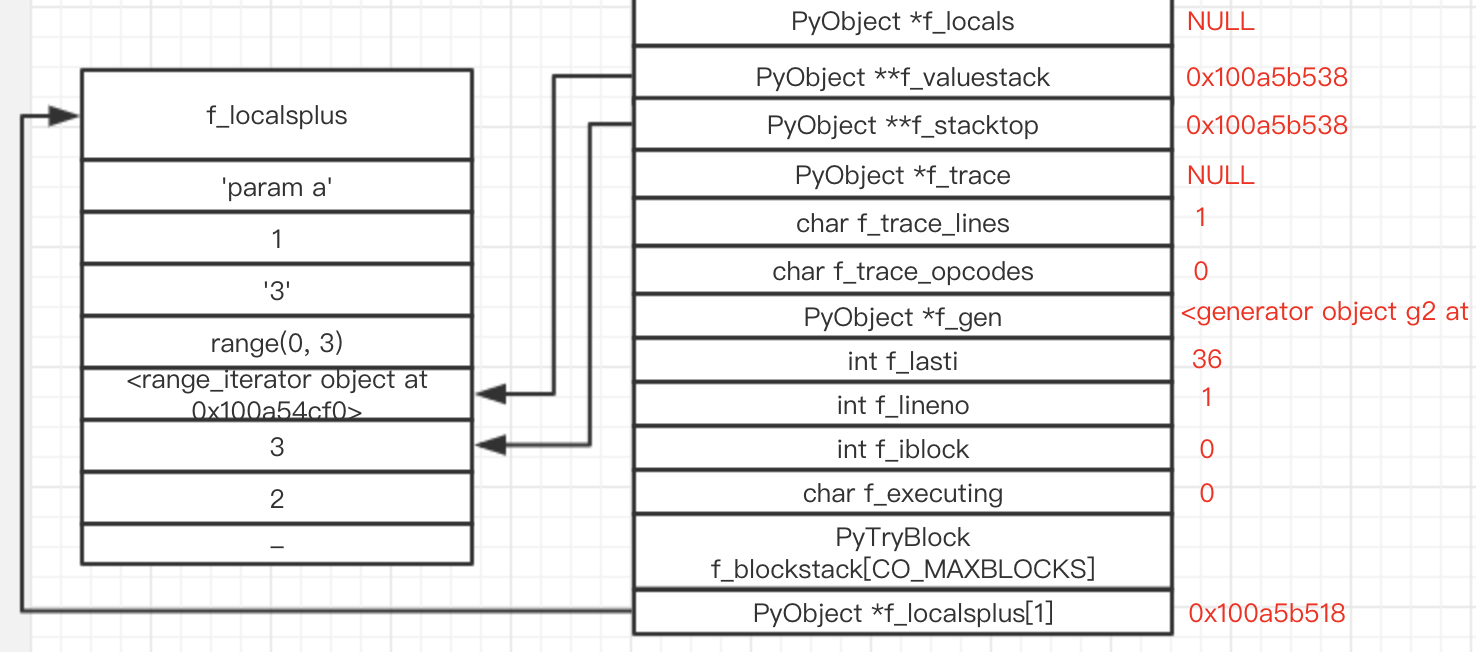 f_localsplus
'param a'
1
'3'
range(0, 3)
<range_iterator object at
0x100a54cf0>
3
2
–
PyObject *f_locals NULL
PyObject **f_valuestack 0x100a5b538
PyObject **f_stacktop 0x100a5b538
PyObject *f_trace NULL
char f_trace_lines 1
char f_trace_opcodes 0
PyObject *f_gen <generator object g2 at
int f_lasti 36
int f_lineno 1
int f_iblock 0
char f_executing 0
PyTryBlock
f_blockstack[CO_MAXBLOCKS]
PyObject *f_localsplus[1] 0x100a5b518